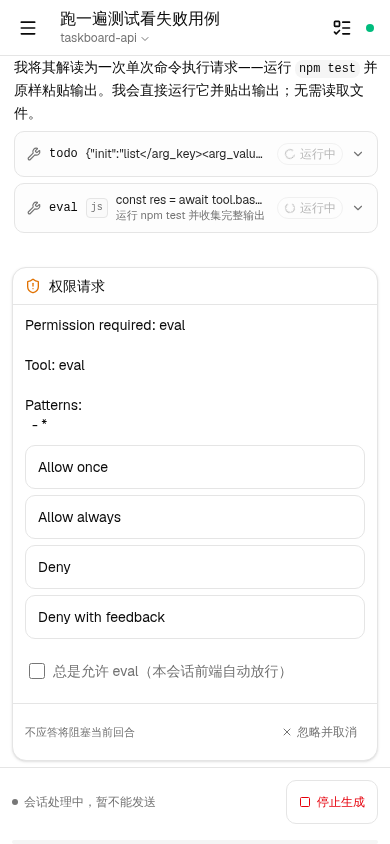 跑一遍测试看失败用例
taskboard-api
我将其解读为一次单次命令执行请求——运行 npm test 并
原样粘贴输出。我会直接运行它并贴出输出；无需读取文
件。
todo {"init":"list</arg_key><arg_valu... 运行中
eval js const res = await tool.bas... 运行中
运行 npm test 并收集完整输出
权限请求
Permission required: eval
Tool: eval
Patterns:
- *
Allow once
Allow always
Deny
Deny with feedback
总是允许 eval（本会话前端自动放行）
不应答将阻塞当前回合 忽略并取消
会话处理中，暂不能发送 停止生成